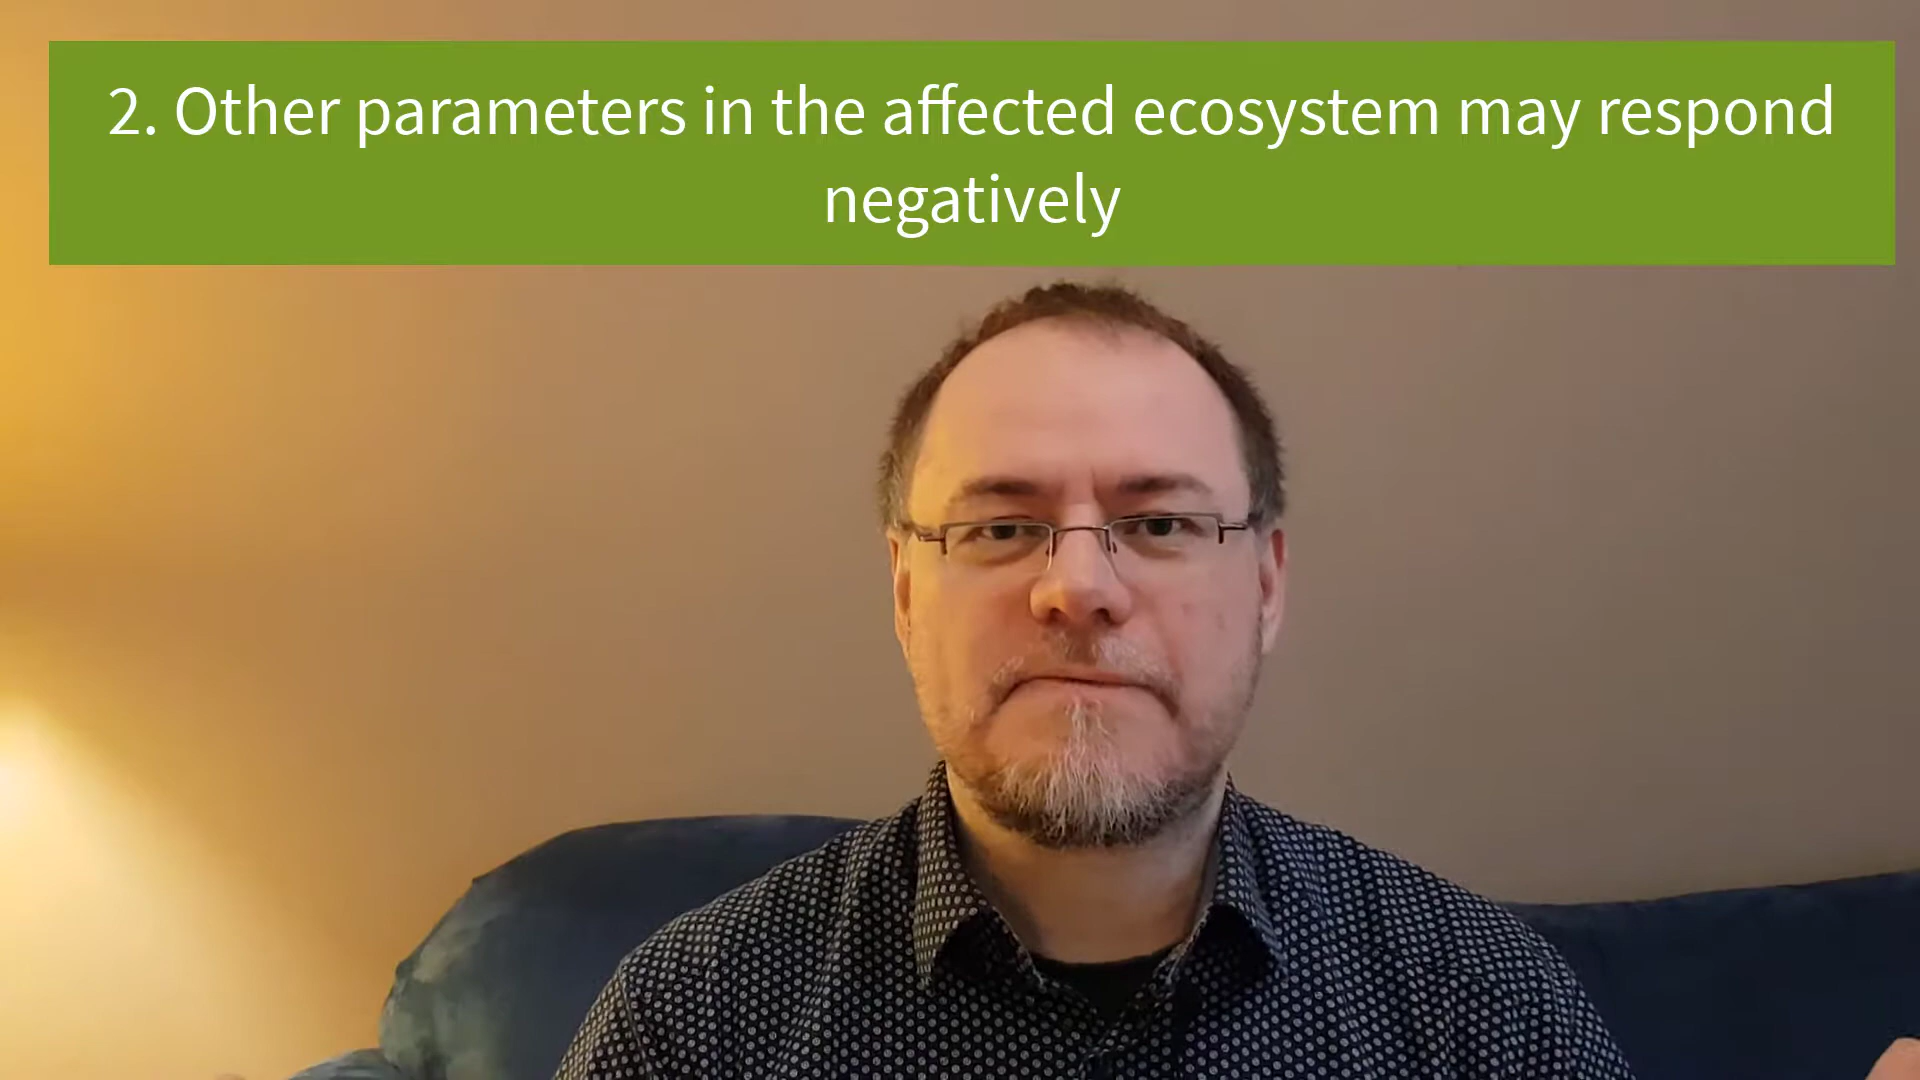 2. Other parameters in the affected ecosystem may respond
negatively